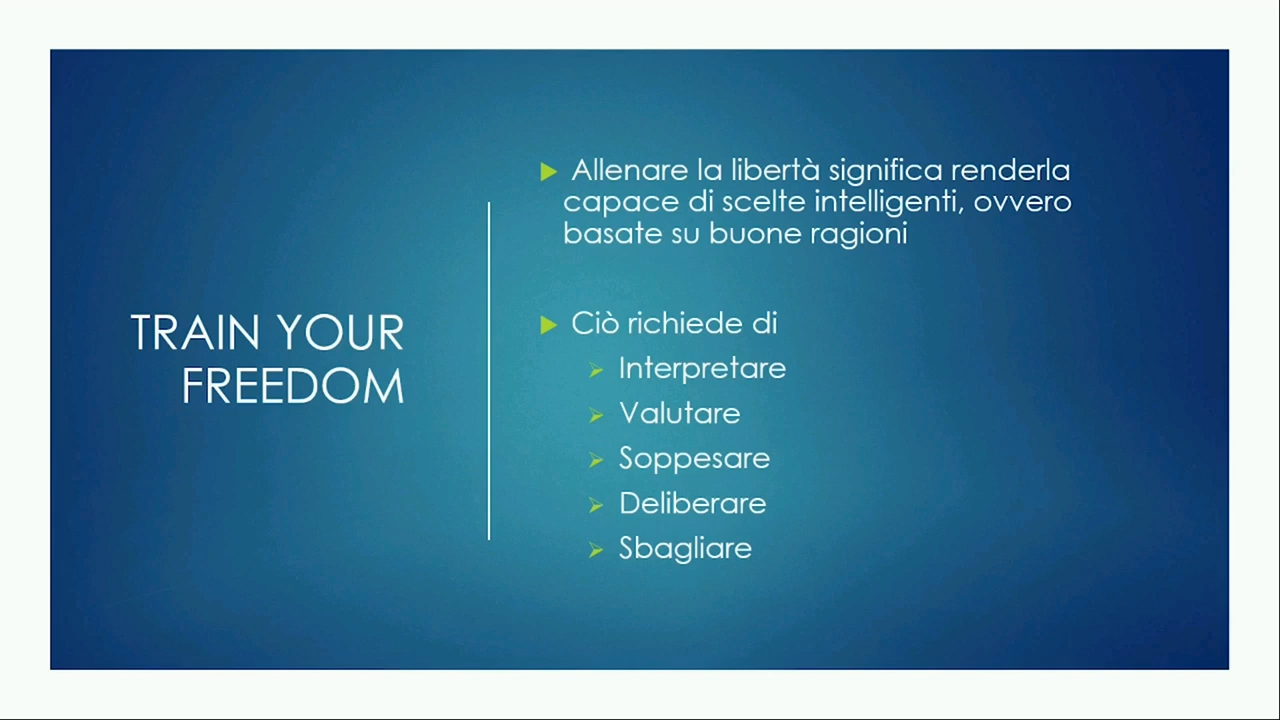 TRAIN YOUR
FREEDOM
Allenare la libertà significa renderla
capace di scelte intelligenti, ovvero
basate su buone ragioni
Ciò richiede di
Interpretare
Valutare
Soppesare
Deliberare
Sbagliare